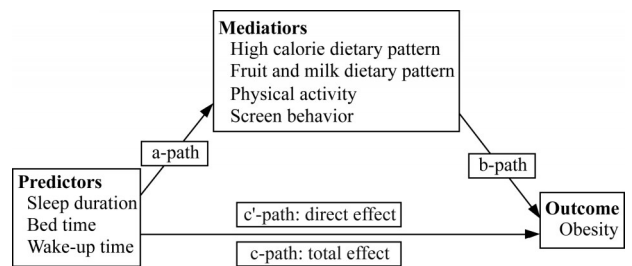 Mediatiors
High calorie dietary pattern
Fruit and milk dietary pattern
Physical activity
Screen behavior
a-path
b-path
Predictors
Sleep duration
Bed time
Wake-up time
c'-path: direct effect
c-path: total effect
Outcome
Obesity